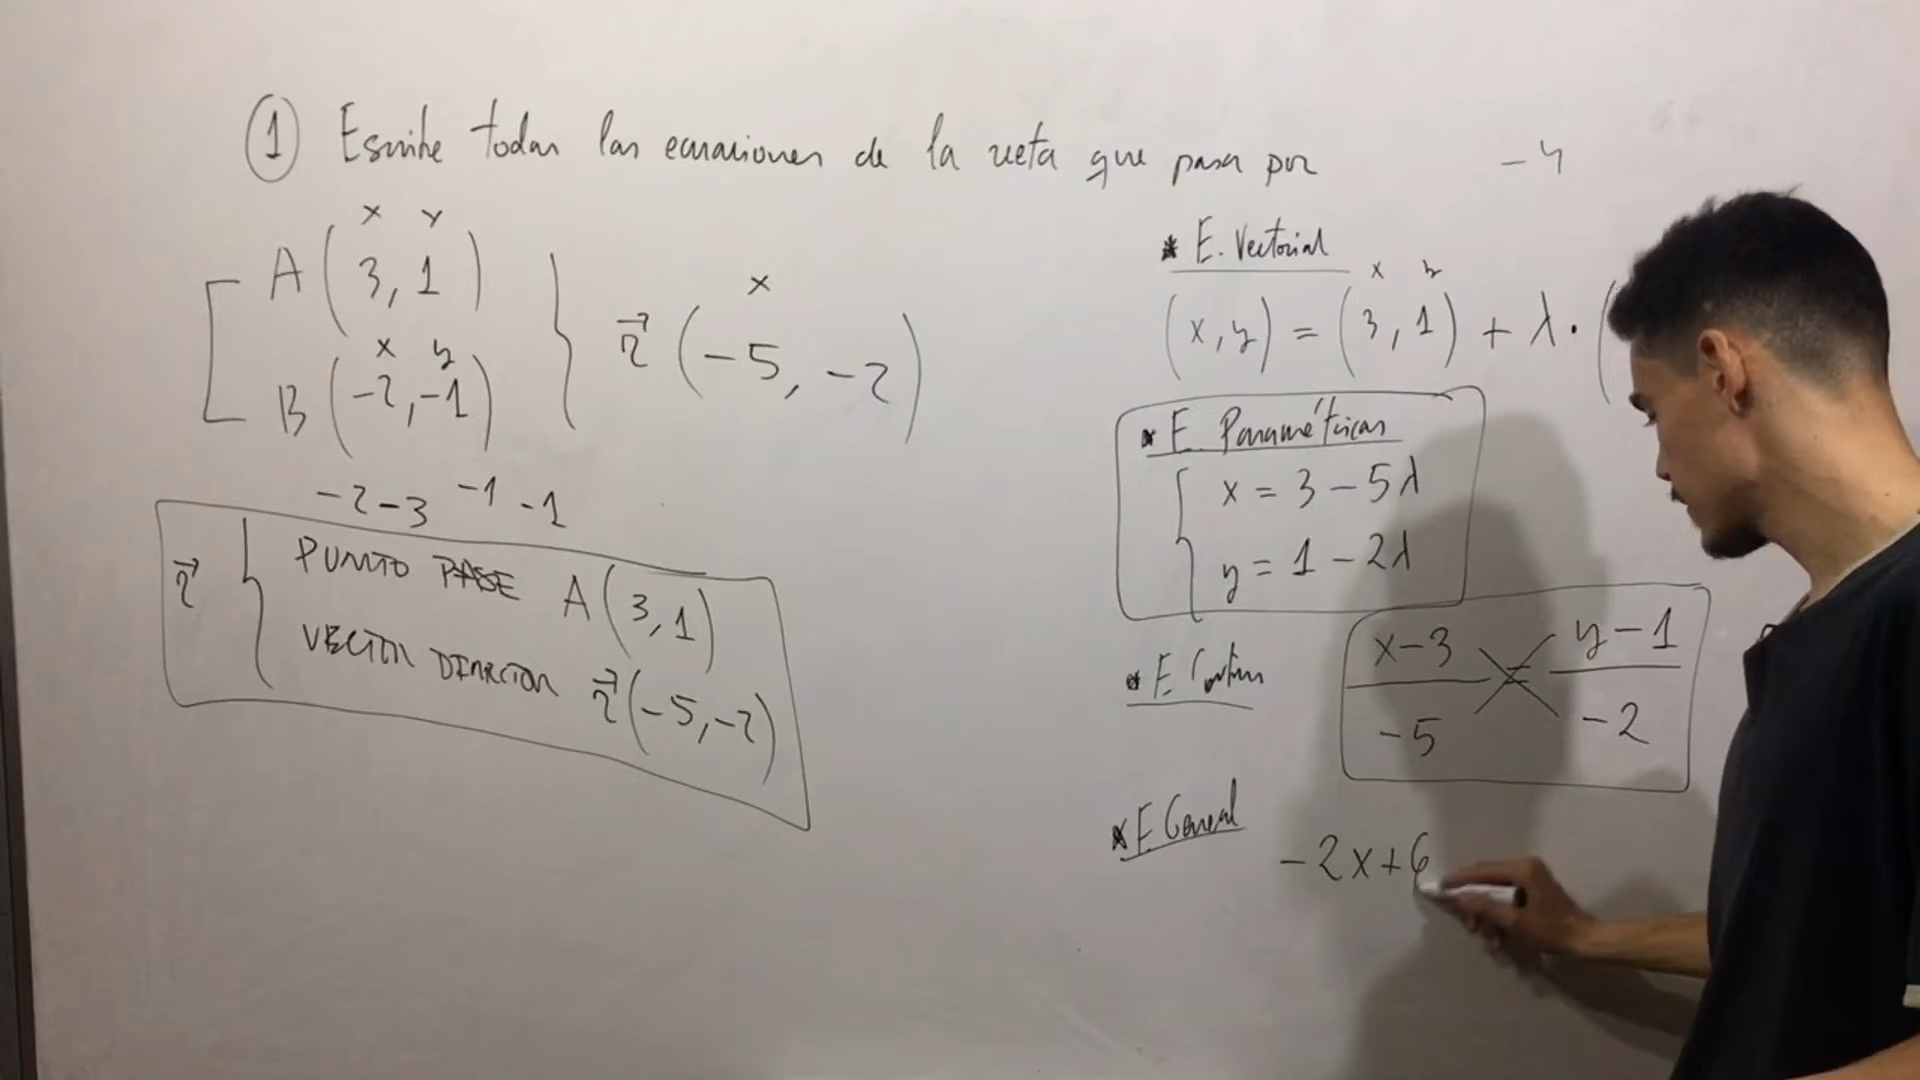 ① Escribe todas las ecuaciones de la recta que pasa por
-4
x y
A (3, 1)
x y
B (-2, -1)
x
r⃗ (-5, -2)
-2-3 -1-1
r⃗ { PUNTO BASE A(3, 1)
VECTOR DIRECTOR r⃗(-5, -2)
* E. Vectorial
x y
(x, y) = (3, 1) + λ · (
* E. Paramétricas
x = 3 - 5λ
y = 1 - 2λ
* E. Continua
x-3 = y-1
-5 -2
* E. General
-2x+6